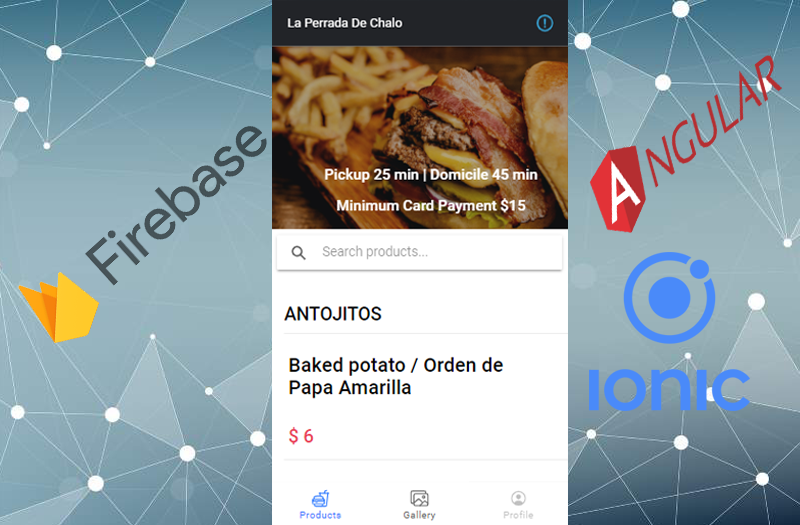 La Perrada De Chalo
Pickup 25 min | Domicile 45 min
Minimum Card Payment $15
Search products...
ANTOJITOS
Baked potato / Orden de
Papa Amarilla
$ 6
Products
Gallery
Profile
Firebase
ANGULAR
ionic